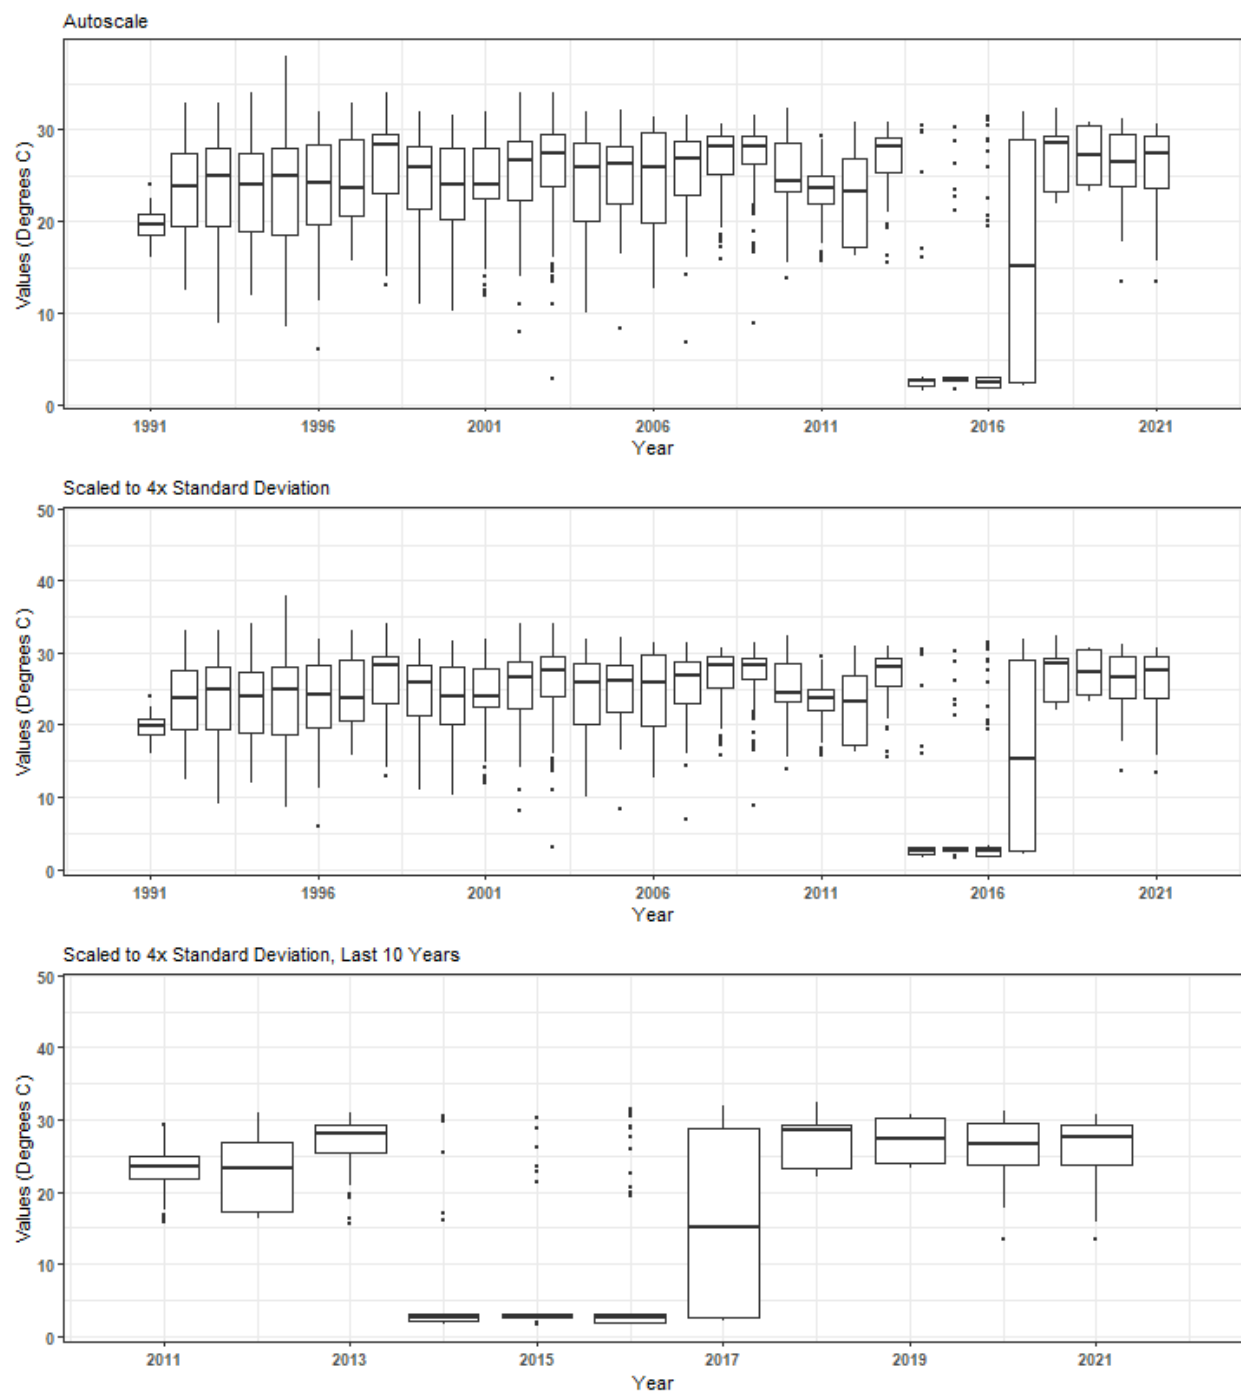 Autoscale
Values (Degrees C)
30
20
10
0
1991 1996 2001 2006 2011 2016 2021
Year
Scaled to 4x Standard Deviation
Values (Degrees C)
50
40
30
20
10
0
1991 1996 2001 2006 2011 2016 2021
Year
Scaled to 4x Standard Deviation, Last 10 Years
Values (Degrees C)
50
40
30
20
10
0
2011 2013 2015 2017 2019 2021
Year